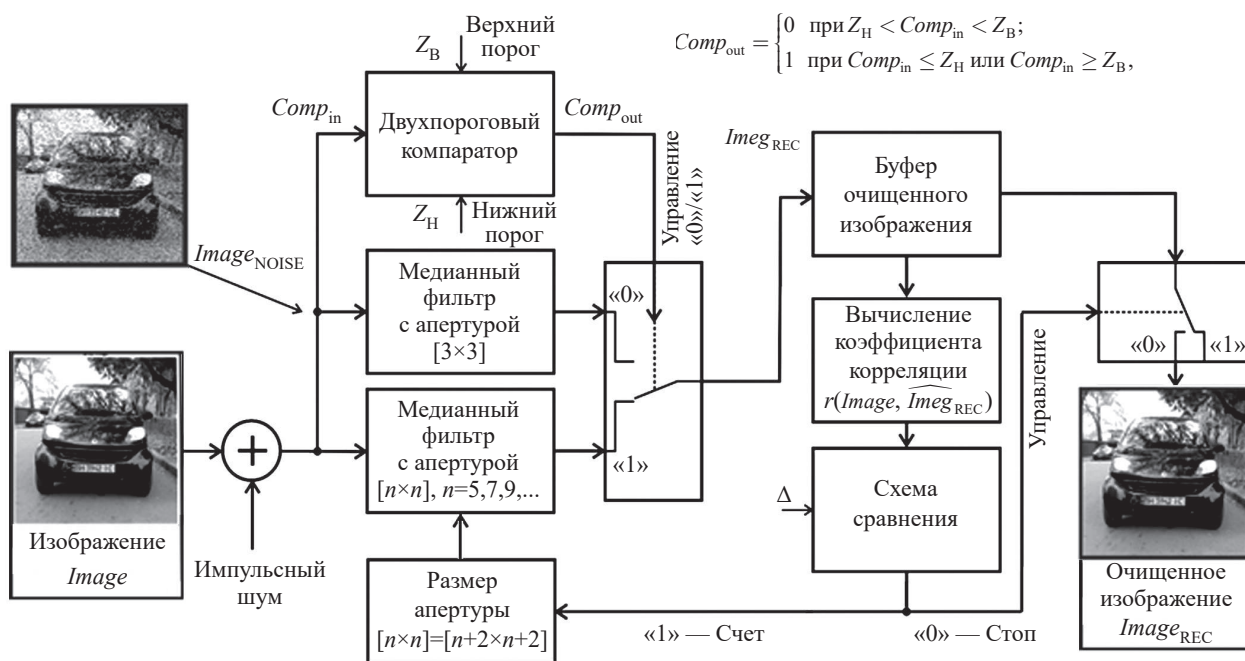 Верхний
порог
Z_В
Comp_out = { 0 при Z_Н < Comp_in < Z_В;
1 при Comp_in ≤ Z_Н или Comp_in ≥ Z_В,
Comp_in
Двухпороговый
компаратор
Comp_out
Z_Н
Нижний
порог
Управление
«0»/«1»
Imeg_REC
Буфер
очищенного
изображения
Image_NOISE
Медианный
фильтр
с апертурой
[3×3]
«0»
Вычисление
коэффициента
корреляции
r(Image, Imeg_REC)
Управление
«0»
«1»
Медианный
фильтр
с апертурой
[n×n], n=5,7,9,...
«1»
+
Δ
Схема
сравнения
Изображение
Image
Импульсный
шум
Размер
апертуры
[n×n]=[n+2×n+2]
«1» — Счет
«0» — Стоп
Очищенное
изображение
Image_REC